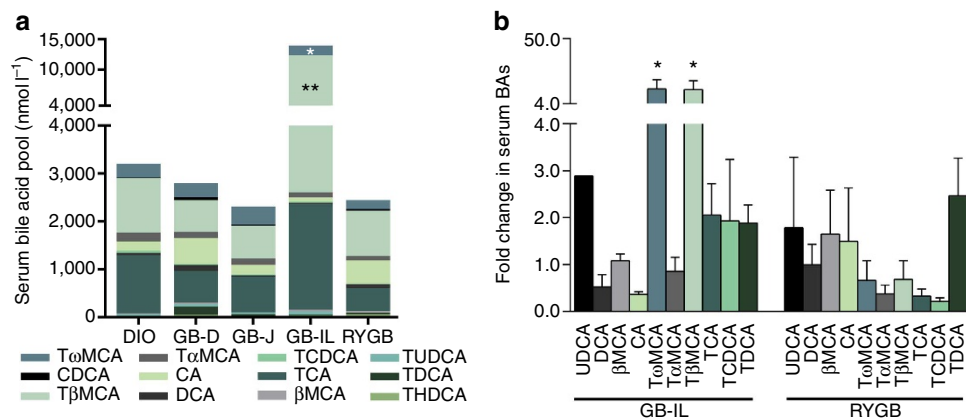 a
Serum bile acid pool (nmol l−1)
15,000
10,000
4,000
4,000
3,000
2,000
1,000
0
*
**
DIO GB-D GB-J GB-IL RYGB
TωMCA TαMCA TCDCA TUDCA
CDCA CA TCA TDCA
TβMCA DCA βMCA THDCA
b
Fold change in serum BAs
50.0
4.0
4.0
3.0
2.0
1.0
0.0
* *
UDCA DCA βMCA CA TωMCA TαMCA TβMCA TCA TCDCA TDCA UDCA DCA βMCA CA TωMCA TαMCA TβMCA TCA TCDCA TDCA
GB-IL RYGB